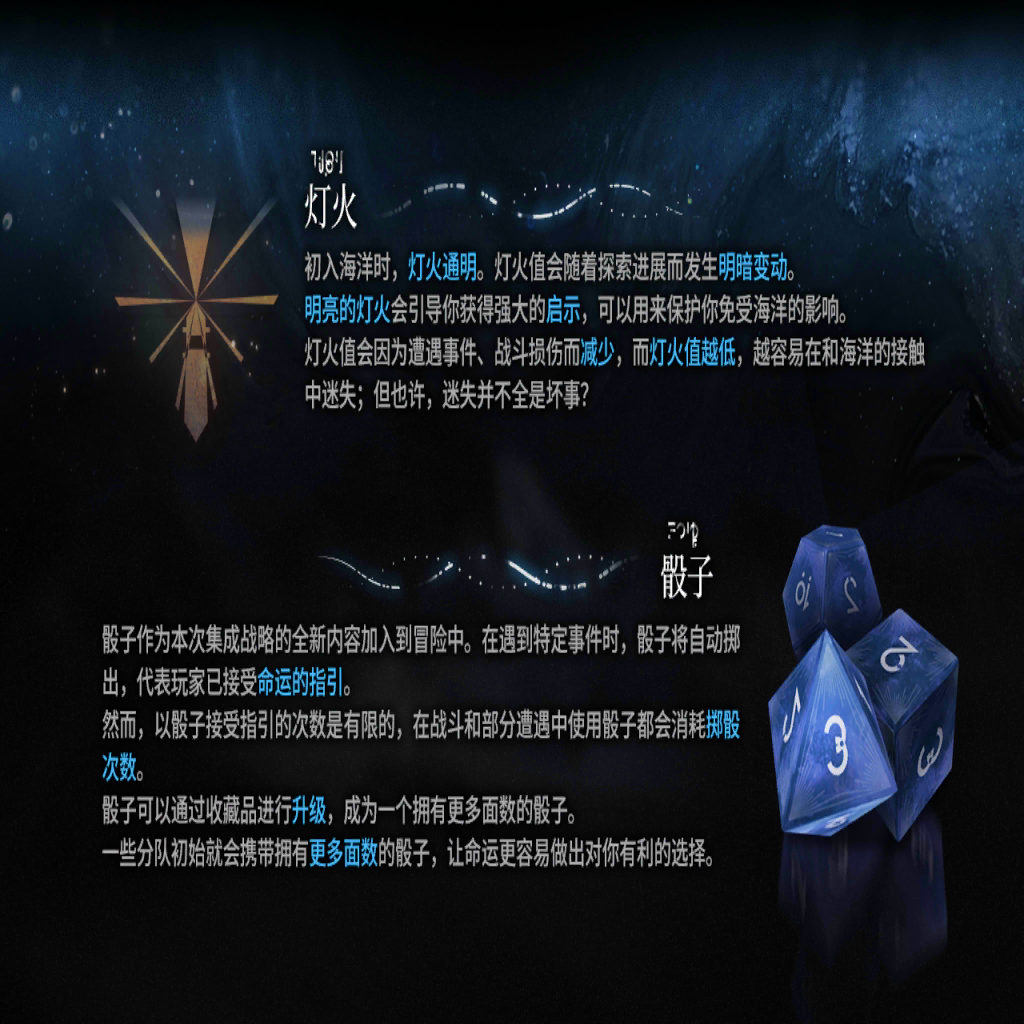 灯火
初入海洋时，灯火通明。灯火值会随着探索进展而发生明暗变动。
明亮的灯火会引导你获得强大的启示，可以用来保护你免受海洋的影响。
灯火值会因为遭遇事件、战斗损伤而减少，而灯火值越低，越容易在和海洋的接触
中迷失；但也许，迷失并不全是坏事？
骰子
骰子作为本次集成战略的全新内容加入到冒险中。在遇到特定事件时，骰子将自动掷
出，代表玩家已接受命运的指引。
然而，以骰子接受指引的次数是有限的，在战斗和部分遭遇中使用骰子都会消耗掷骰
次数。
骰子可以通过收藏品进行升级，成为一个拥有更多面数的骰子。
一些分队初始就会携带拥有更多面数的骰子，让命运更容易做出对你有利的选择。
10
2
2
5
3
3